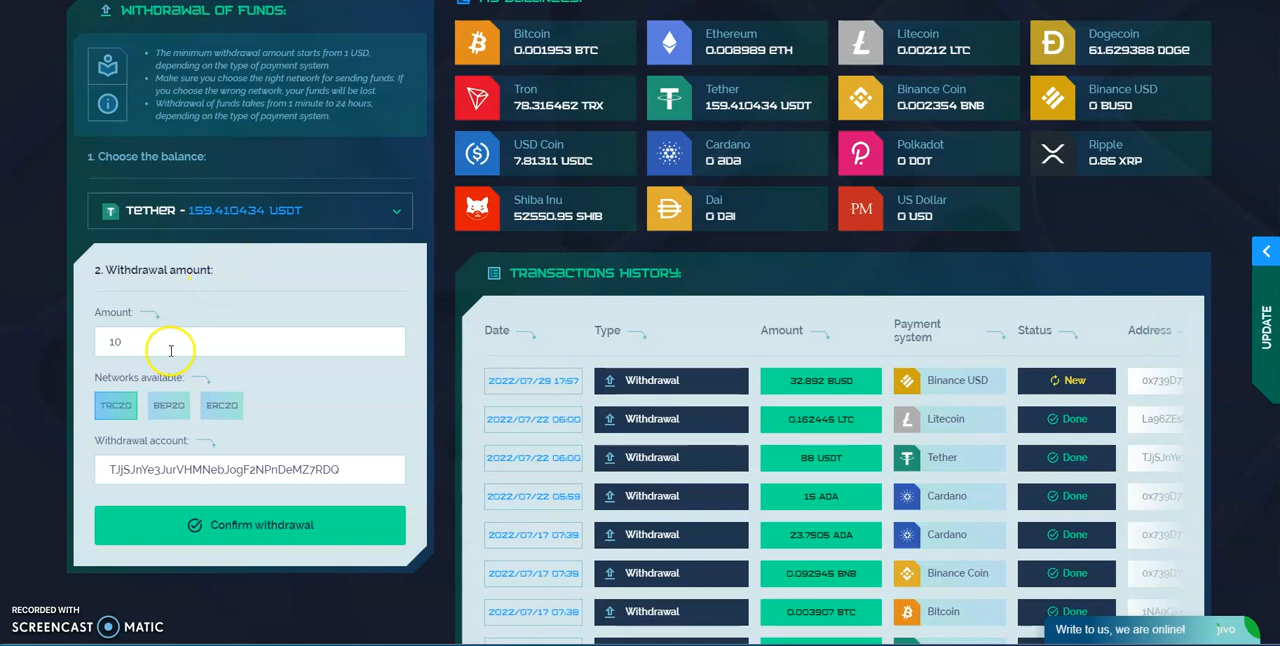 WITHDRAWAL OF FUNDS:
The minimum withdrawal amount starts from 1 USD,
depending on the type of payment system.
Make sure you choose the right network for sending funds. If
you choose the wrong network, your funds will be lost.
Withdrawal of funds takes from 1 minute to 24 hours,
depending on the type of payment system.
1. Choose the balance:
TETHER - 159.410434 USDT
2. Withdrawal amount:
Amount:
10
Networks available:
TRC20 BEP20 ERC20
Withdrawal account:
TJjSJnYe3JurVHMNebJogF2NPnDeMZ7RDQ
Confirm withdrawal
RECORDED WITH
SCREENCAST MATIC
Bitcoin
0.001953 BTC
Ethereum
0.008989 ETH
Litecoin
0.00212 LTC
Dogecoin
61.629388 DOGE
Tron
78.316462 TRX
Tether
159.410434 USDT
Binance Coin
0.002354 BNB
Binance USD
0 BUSD
USD Coin
7.81311 USDC
Cardano
0 ADA
Polkadot
0 DOT
Ripple
0.85 XRP
Shiba Inu
52550.95 SHIB
Dai
0 DAI
PM
US Dollar
0 USD
TRANSACTIONS HISTORY:
Date Type Amount Payment system Status Address
2022/07/29 17:57 Withdrawal 32.892 BUSD Binance USD New 0x739D7
2022/07/22 06:00 Withdrawal 0.162445 LTC Litecoin Done La96ZEs
2022/07/22 06:00 Withdrawal 88 USDT Tether Done TJjSJnYe
2022/07/22 05:59 Withdrawal 15 ADA Cardano Done 0x739D7
2022/07/17 07:39 Withdrawal 23.7505 ADA Cardano Done 0x739D7
2022/07/17 07:39 Withdrawal 0.092945 BNB Binance Coin Done 0x739D7
2022/07/17 07:38 Withdrawal 0.003907 BTC Bitcoin Done
UPDATE
Write to us, we are online! jivo